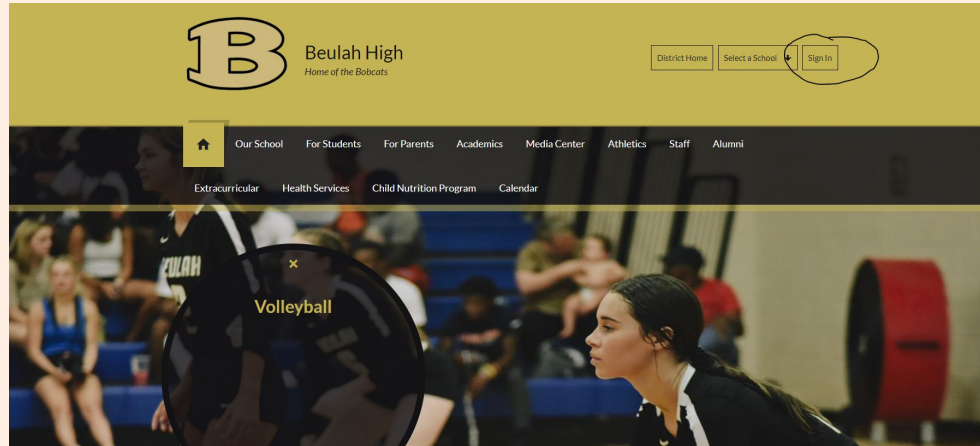 B
Beulah High
Home of the Bobcats
District Home Select a School Sign In
Our School For Students For Parents Academics Media Center Athletics Staff Alumni
Extracurricular Health Services Child Nutrition Program Calendar
BEULAH
Volleyball